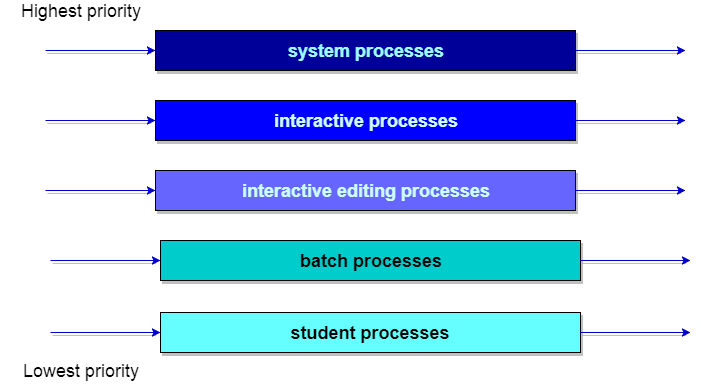 Highest priority
system processes
interactive processes
interactive editing processes
batch processes
student processes
Lowest priority